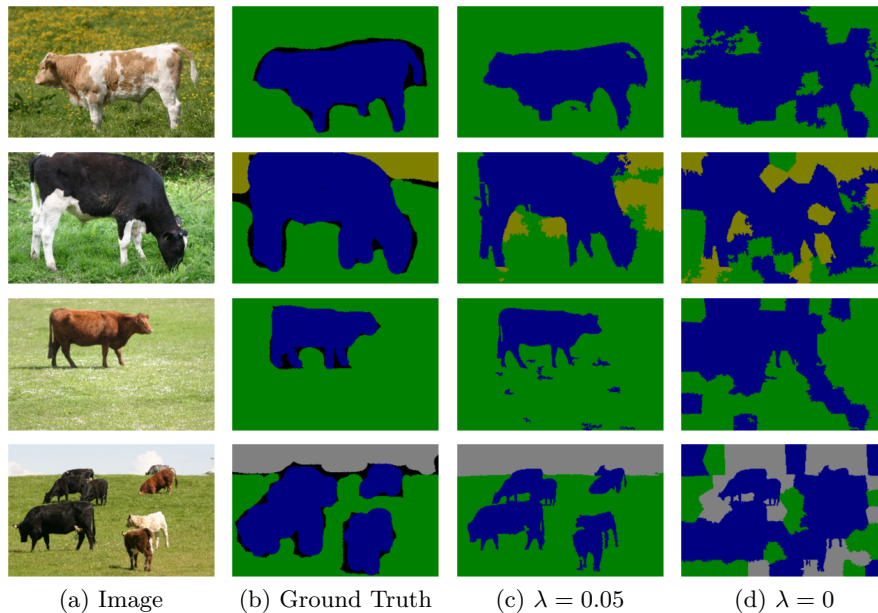 (a) Image (b) Ground Truth (c) λ = 0.05 (d) λ = 0